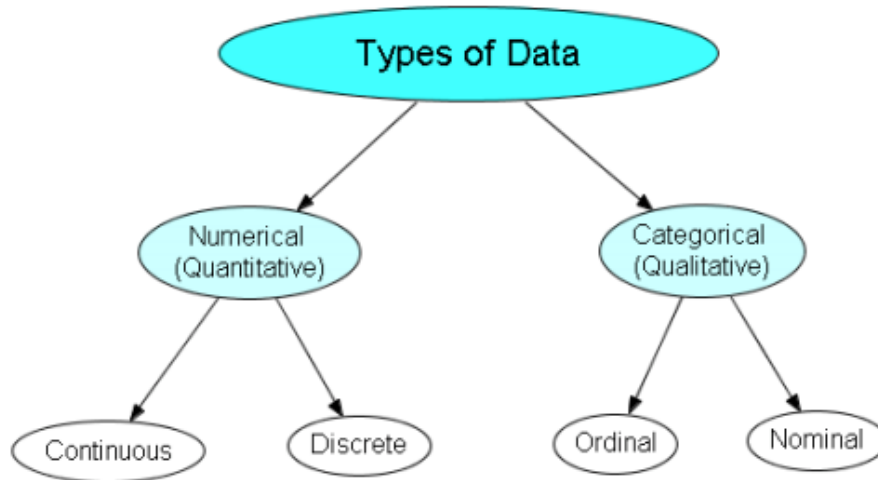 Types of Data
Numerical
(Quantitative)
Categorical
(Qualitative)
Continuous
Discrete
Ordinal
Nominal